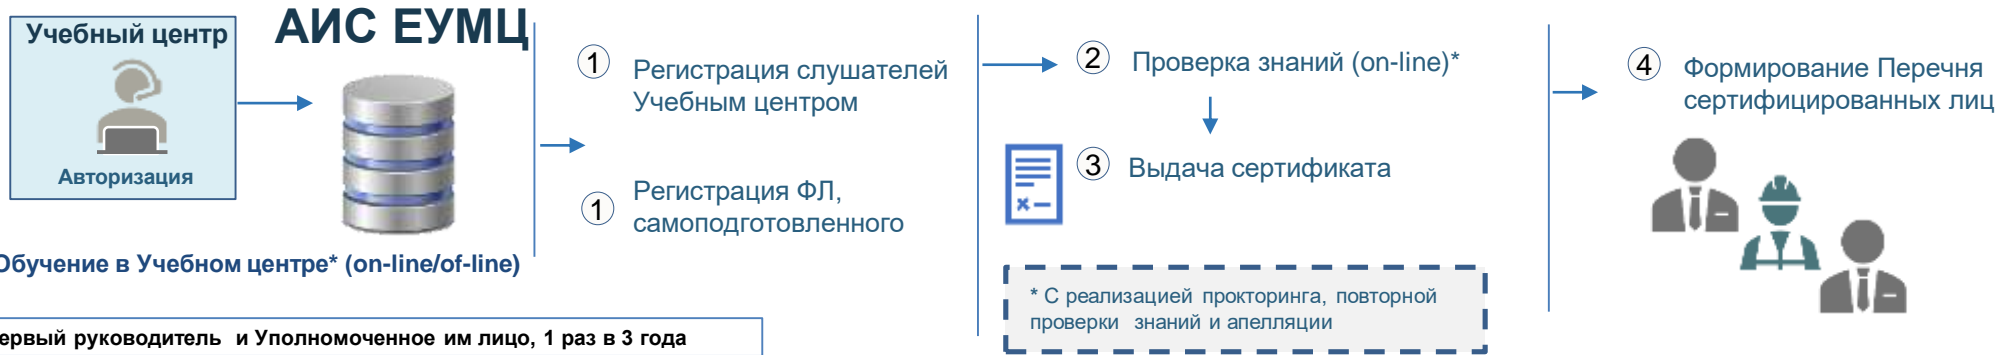 Учебный центр
Авторизация
АИС ЕУМЦ
Обучение в Учебном центре* (on-line/of-line)
ервый руководитель и Уполномоченное им лицо, 1 раз в 3 года
1
Регистрация слушателей
Учебным центром
1
Регистрация ФЛ,
самоподготовленного
2
Проверка знаний (on-line)*
3
Выдача сертификата
* С реализацией прокторинга, повторной
проверки знаний и апелляции
4
Формирование Перечня
сертифицированных лиц